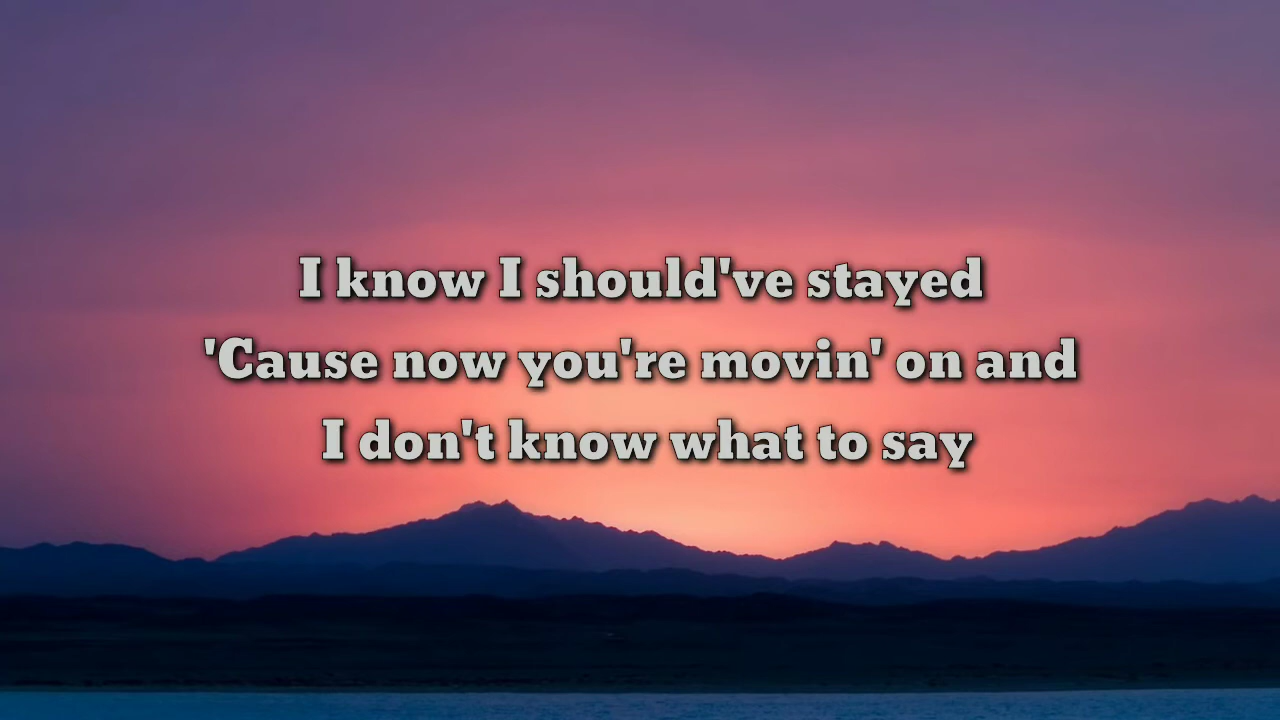 I know I should've stayed
'Cause now you're movin' on and
I don't know what to say